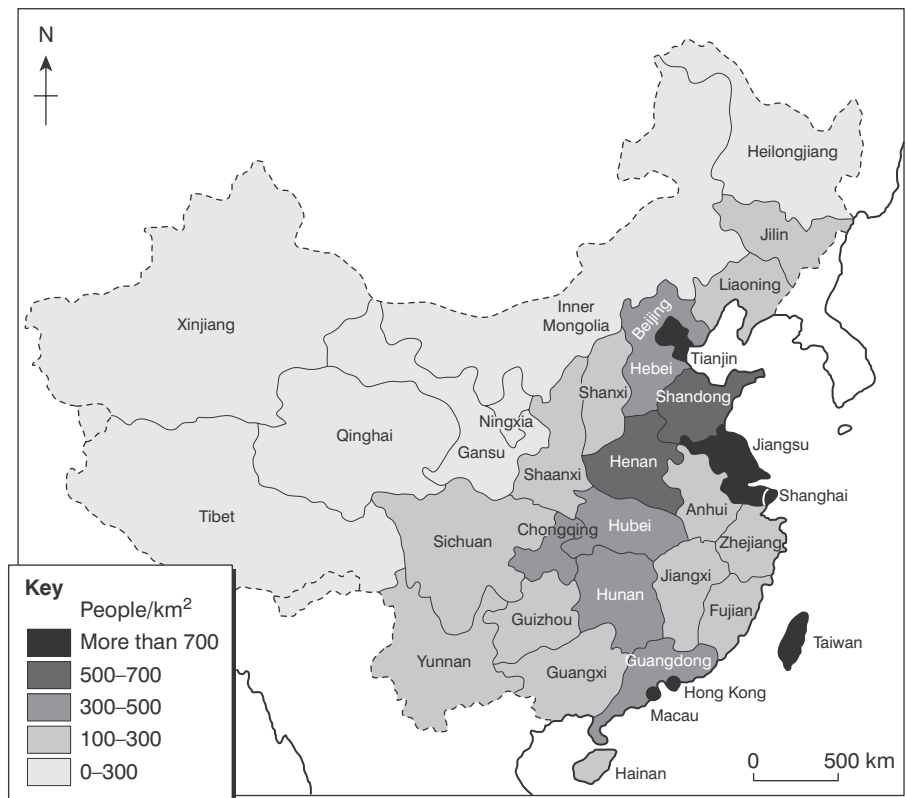 N
Heilongjiang
Jilin
Liaoning
Inner
Mongolia
Beijing
Xinjiang
Tianjin
Hebei
Shanxi
Shandong
Ningxia
Qinghai
Gansu
Jiangsu
Henan
Shaanxi
Shanghai
Anhui
Tibet
Chongqing
Hubei
Sichuan
Zhejiang
Jiangxi
Hunan
Fujian
Guizhou
Taiwan
Yunnan
Guangdong
Guangxi
Hong Kong
Macau
Hainan
0 500 km
Key
People/km²
More than 700
500–700
300–500
100–300
0–300